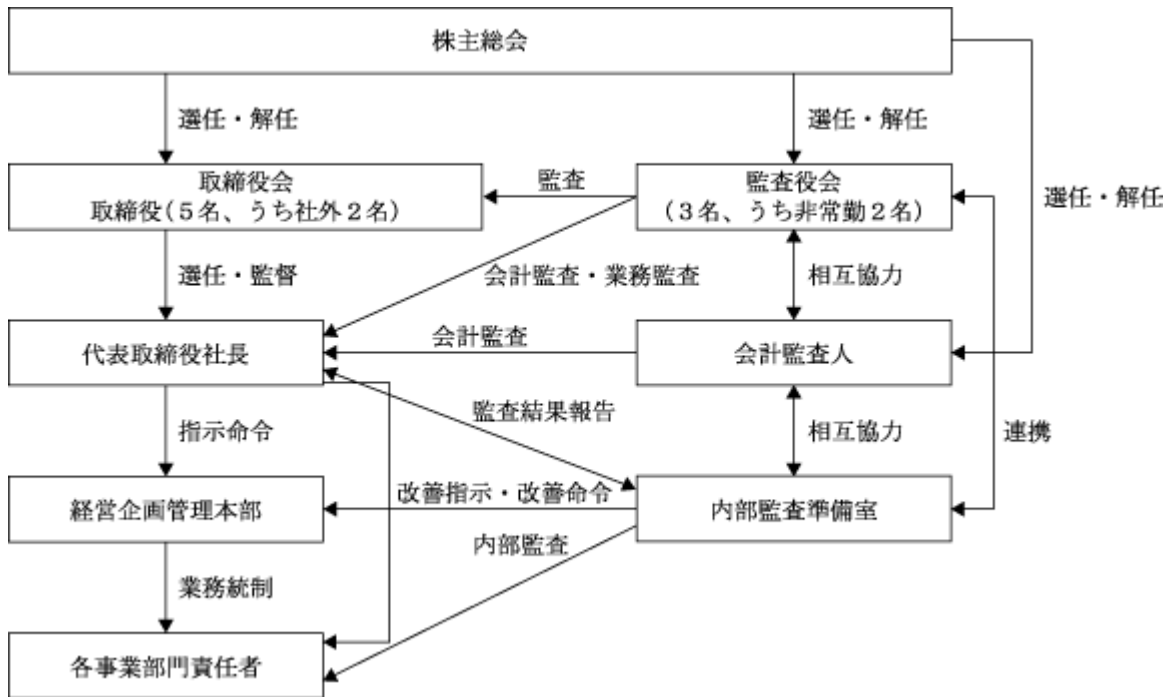 株主総会
選任・解任
選任・解任
選任・解任
取締役会
取締役(5名、うち社外2名)
監査
監査役会
(3名、うち非常勤2名)
選任・監督
会計監査・業務監査
相互協力
代表取締役社長
会計監査
会計監査人
指示命令
監査結果報告
相互協力
連携
経営企画管理本部
改善指示・改善命令
内部監査準備室
内部監査
業務統制
各事業部門責任者